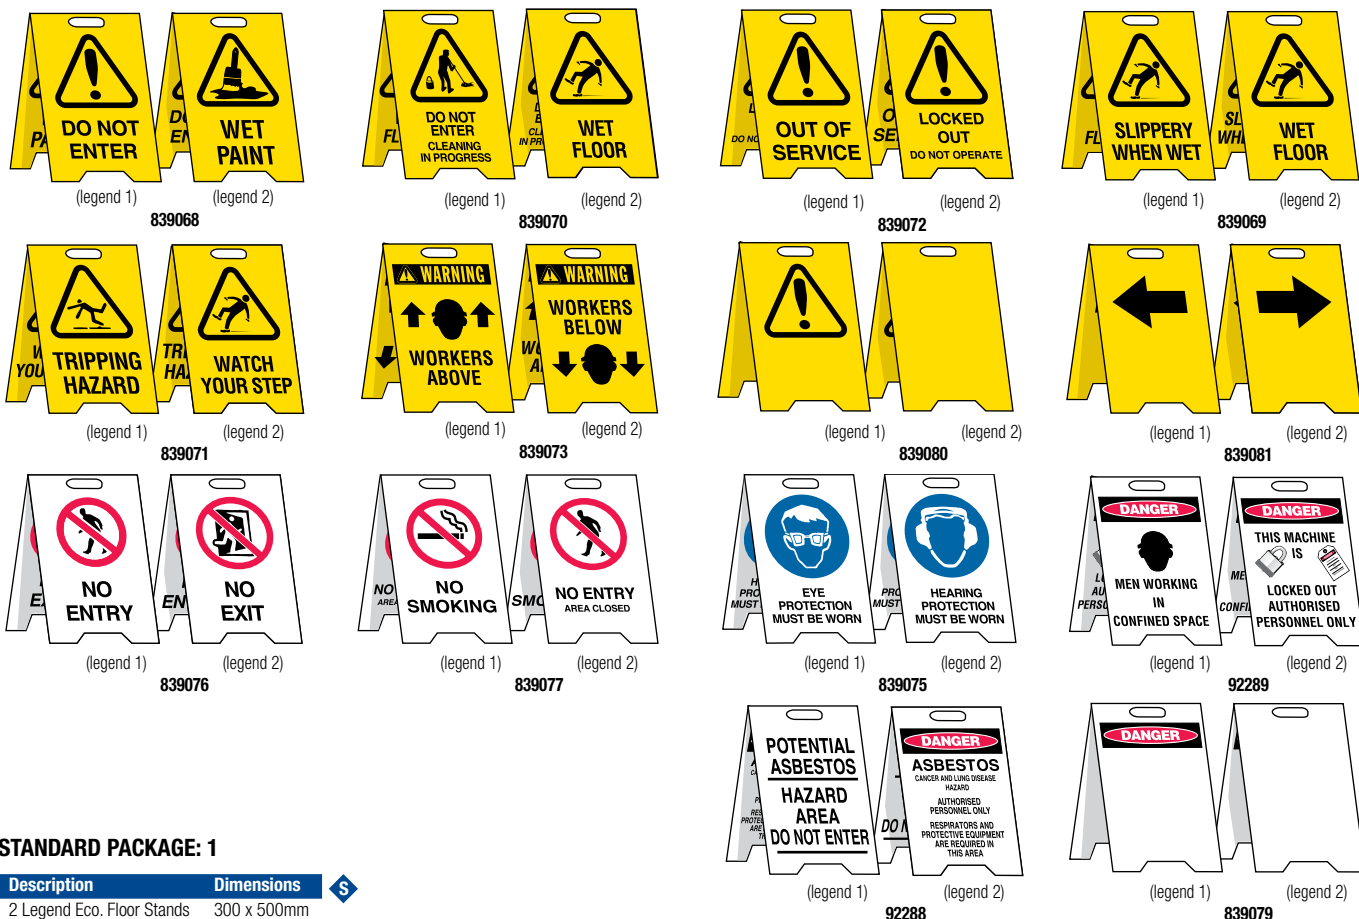 DO NOT
ENTER
WET
PAINT
(legend 1)
(legend 2)
839068
DO NOT
ENTER
CLEANING
IN PROGRESS
WET
FLOOR
(legend 1)
(legend 2)
839070
OUT OF
SERVICE
LOCKED
OUT
DO NOT OPERATE
(legend 1)
(legend 2)
839072
SLIPPERY
WHEN WET
WET
FLOOR
(legend 1)
(legend 2)
839069
TRIPPING
HAZARD
WATCH
YOUR STEP
(legend 1)
(legend 2)
839071
WARNING
WORKERS
ABOVE
WARNING
WORKERS
BELOW
(legend 1)
(legend 2)
839073
(legend 1)
(legend 2)
839080
(legend 1)
(legend 2)
839081
NO
ENTRY
NO
EXIT
(legend 1)
(legend 2)
839076
NO
SMOKING
NO ENTRY
AREA CLOSED
(legend 1)
(legend 2)
839077
EYE
PROTECTION
MUST BE WORN
HEARING
PROTECTION
MUST BE WORN
(legend 1)
(legend 2)
839075
DANGER
MEN WORKING
IN
CONFINED SPACE
DANGER
THIS MACHINE
IS
LOCKED OUT
AUTHORISED
PERSONNEL ONLY
(legend 1)
(legend 2)
92289
POTENTIAL
ASBESTOS
HAZARD
AREA
DO NOT ENTER
DANGER
ASBESTOS
CANCER AND LUNG DISEASE
HAZARD
AUTHORISED
PERSONNEL ONLY
RESPIRATORS AND
PROTECTIVE EQUIPMENT
ARE REQUIRED IN
THIS AREA
(legend 1)
(legend 2)
92288
DANGER
(legend 1)
(legend 2)
839079
STANDARD PACKAGE: 1
Description Dimensions
S
2 Legend Eco. Floor Stands 300 x 500mm